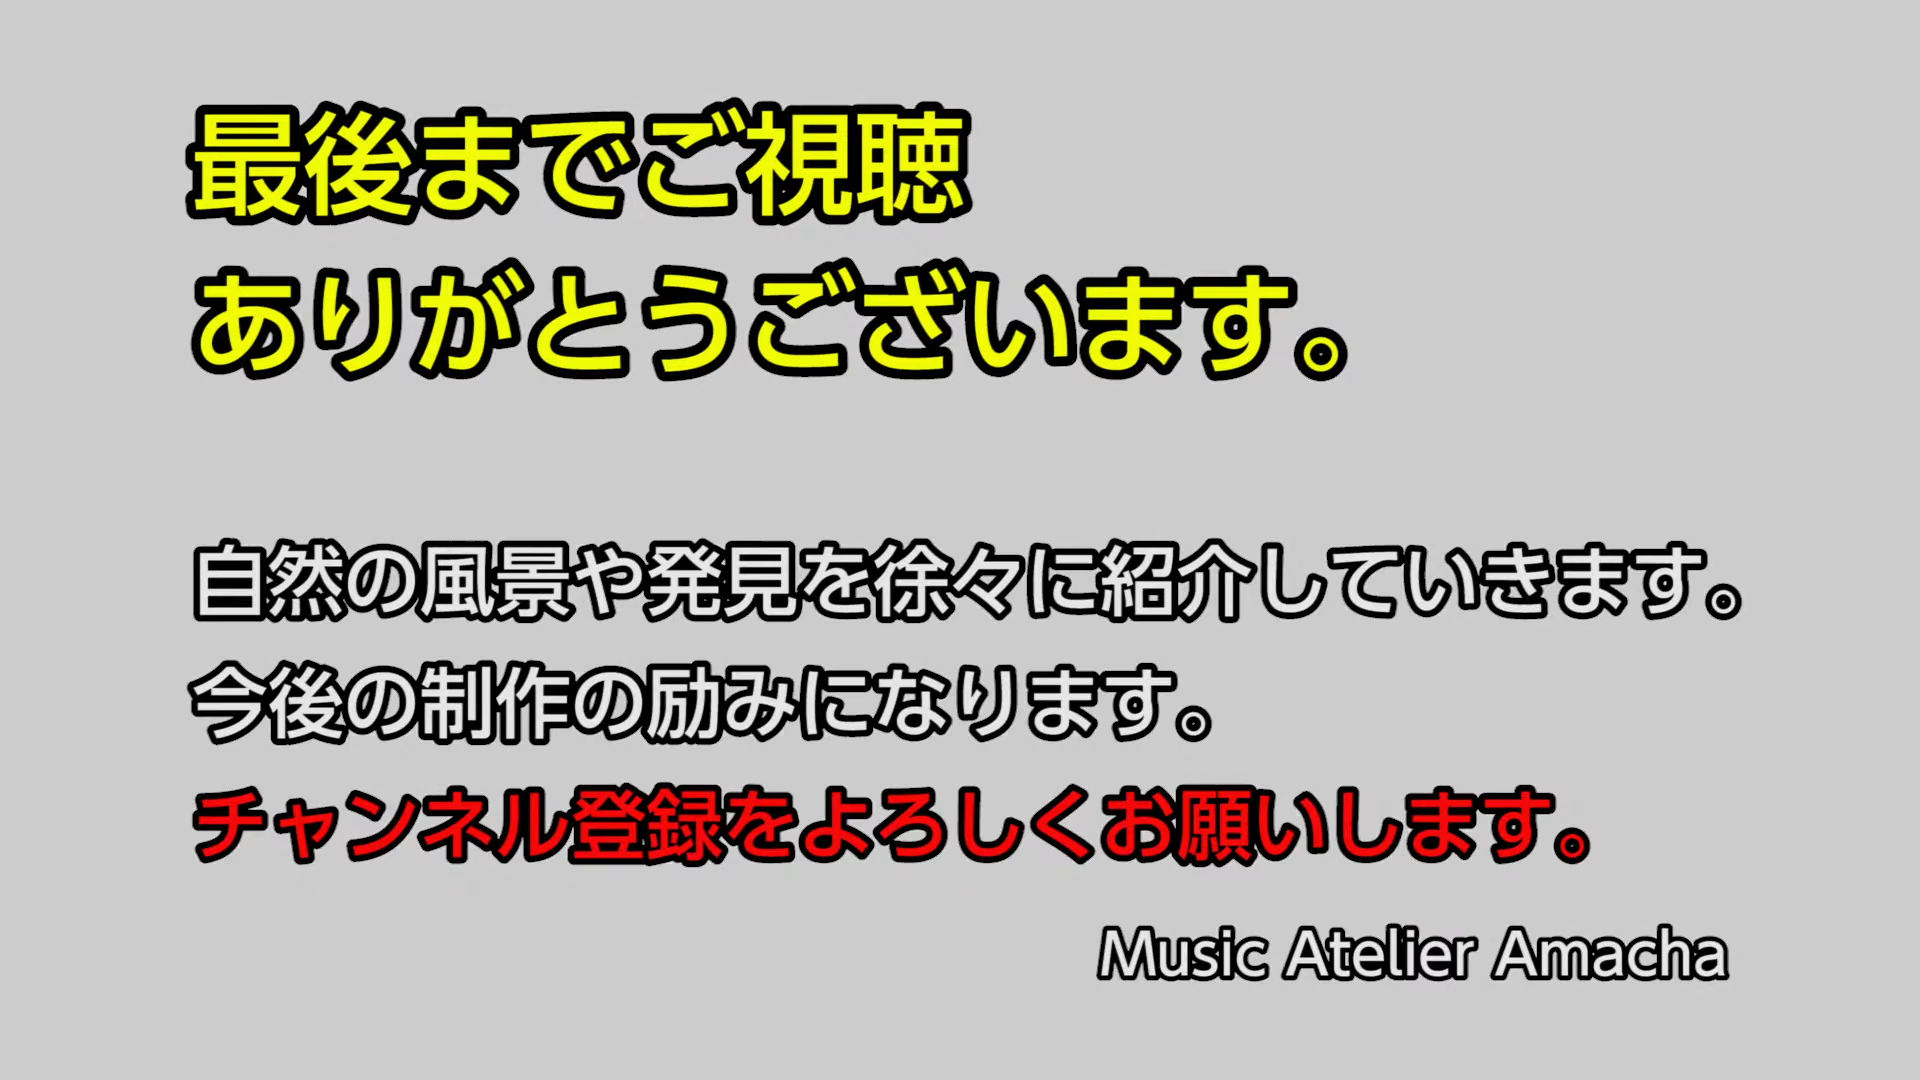 最後までご視聴
ありがとうございます。
自然の風景や発見を徐々に紹介していきます。
今後の制作の励みになります。
チャンネル登録をよろしくお願いします。
Music Atelier Amacha